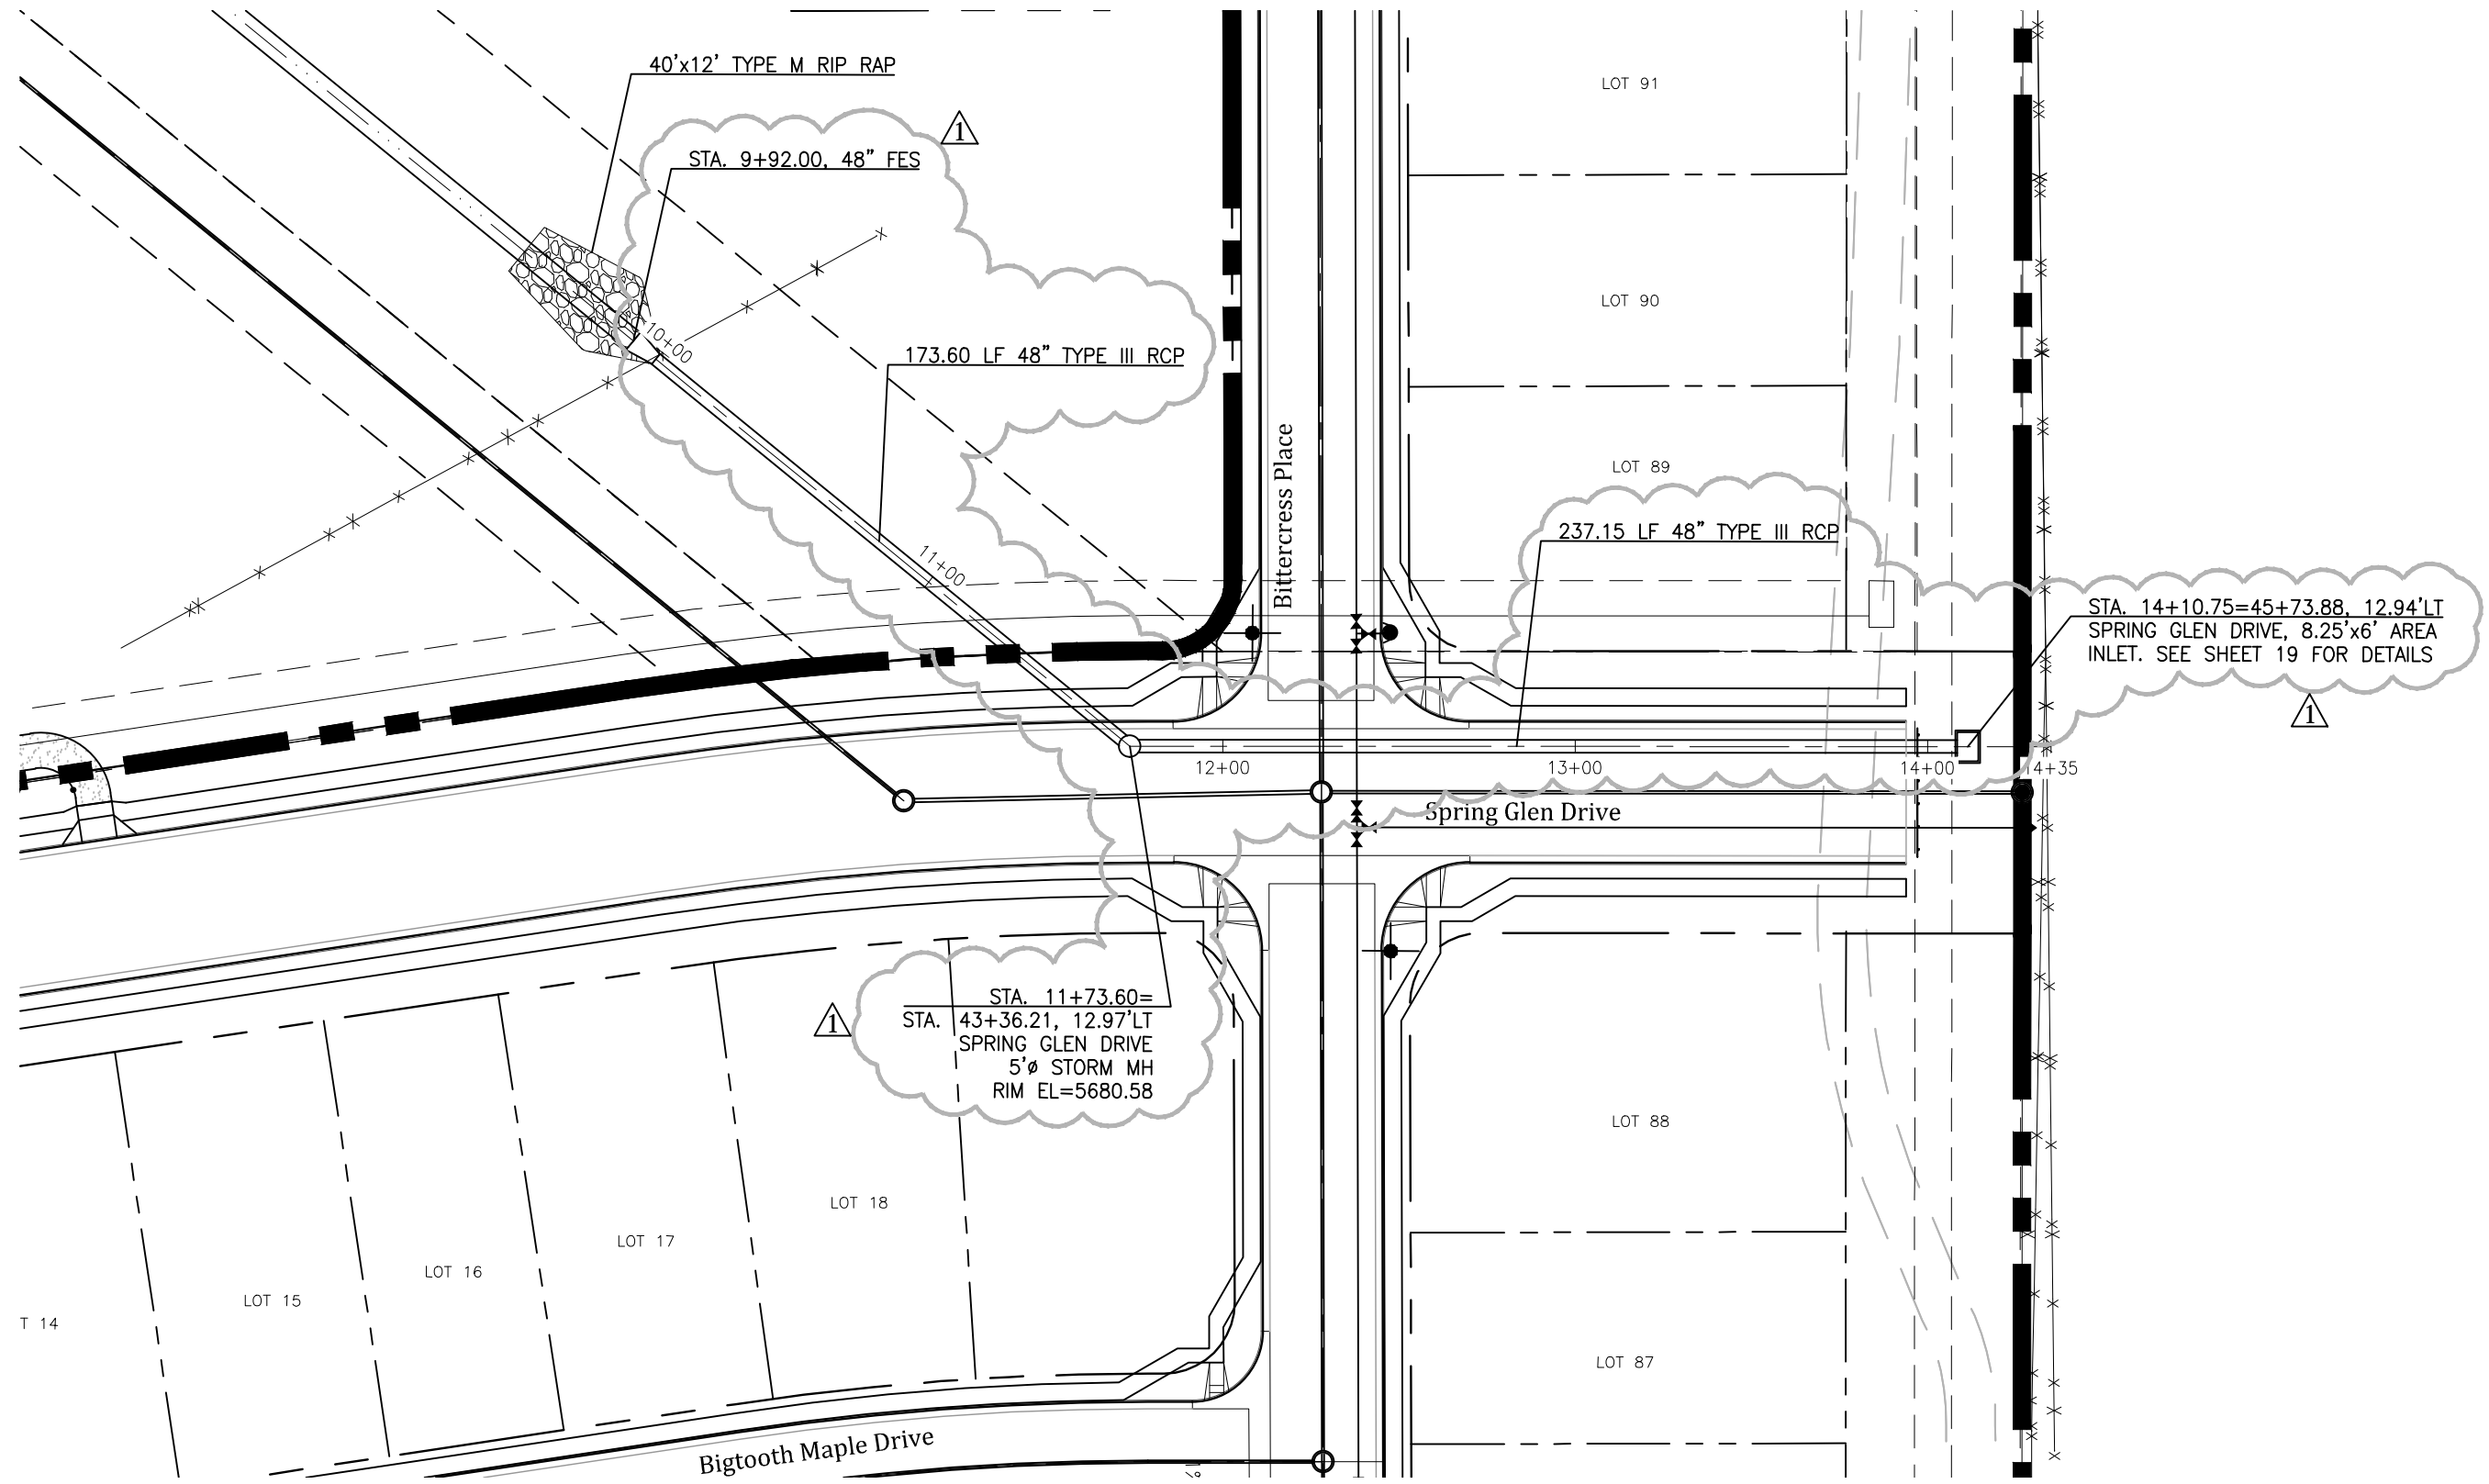 40'x12' TYPE M RIP RAP
1
STA. 9+92.00, 48" FES
LOT 91
LOT 90
10+00
173.60 LF 48" TYPE III RCP
Bittercress Place
LOT 89
237.15 LF 48" TYPE III RCP
11+00
STA. 14+10.75=45+73.88, 12.94'LT
SPRING GLEN DRIVE, 8.25'x6' AREA
INLET. SEE SHEET 19 FOR DETAILS
1
12+00
13+00
14+00
14+35
Spring Glen Drive
1
STA. 11+73.60=
STA. 43+36.21, 12.97'LT
SPRING GLEN DRIVE
5'ø STORM MH
RIM EL=5680.58
LOT 88
LOT 18
LOT 17
LOT 16
LOT 15
T 14
LOT 87
Bigtooth Maple Drive